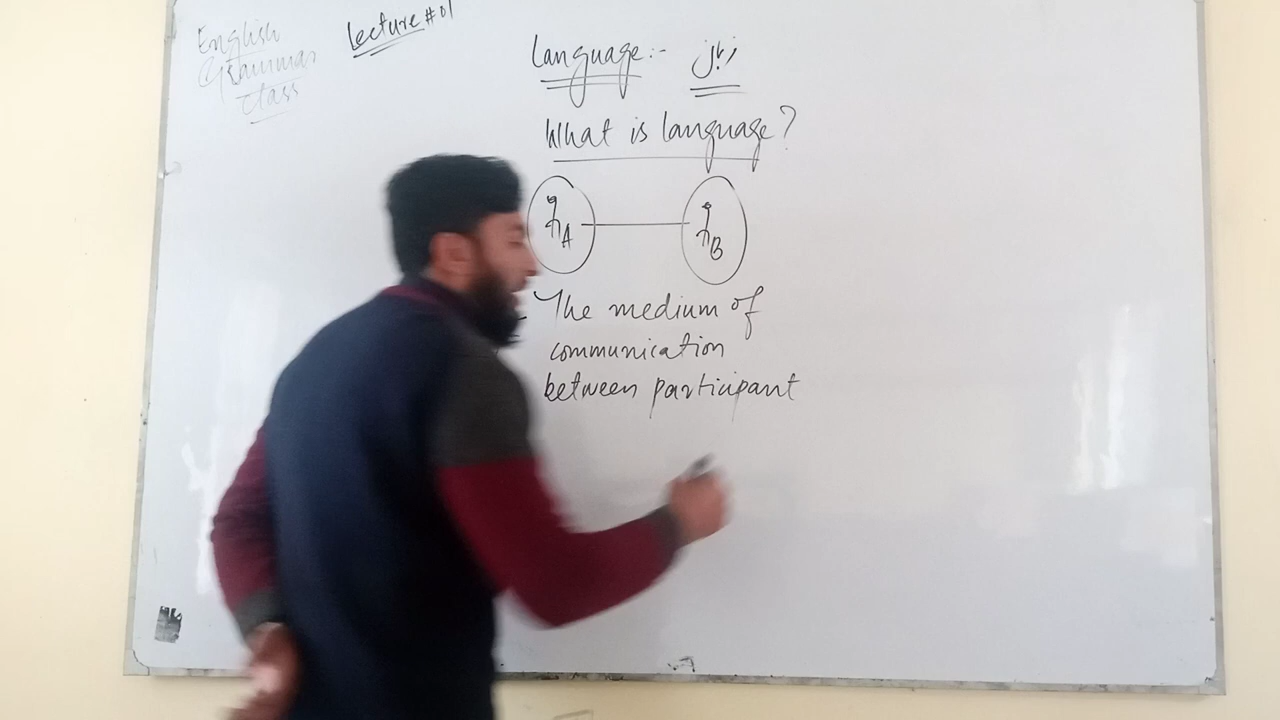 English
Grammar
Class
Lecture #01
Language:- زبان
What is language?
A B
The medium of
communication
between participant